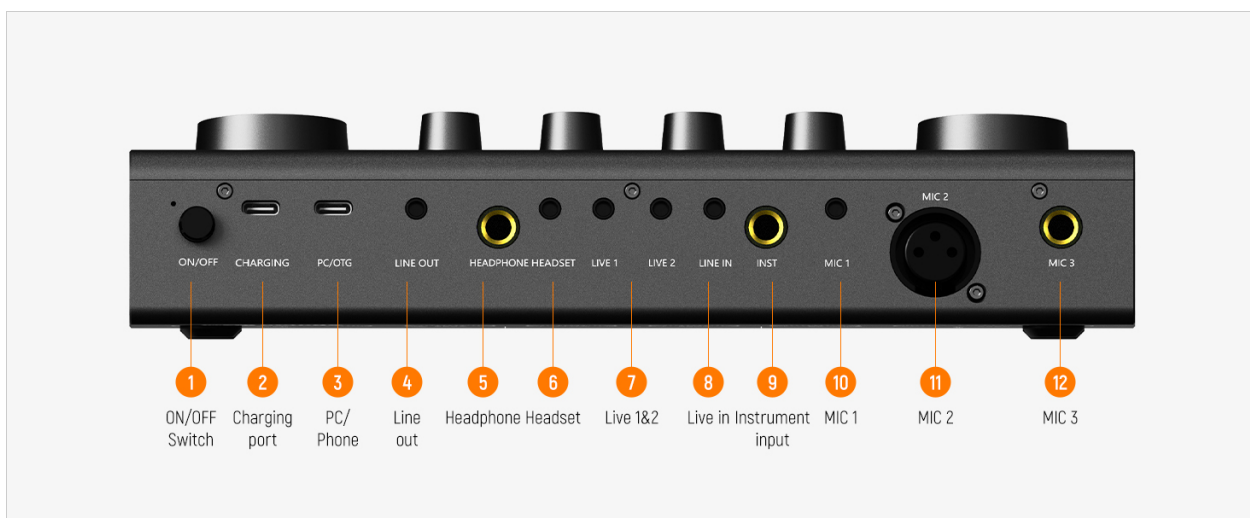 MIC 2
ON/OFF CHARGING PC/OTG LINE OUT HEADPHONE HEADSET LIVE 1 LIVE 2 LINE IN INST MIC 1 MIC 3
1 2 3 4 5 6 7 8 9 10 11 12
ON/OFF Charging PC/ Line Headphone Headset Live 1&2 Live in Instrument MIC 1 MIC 2 MIC 3
Switch port Phone out input